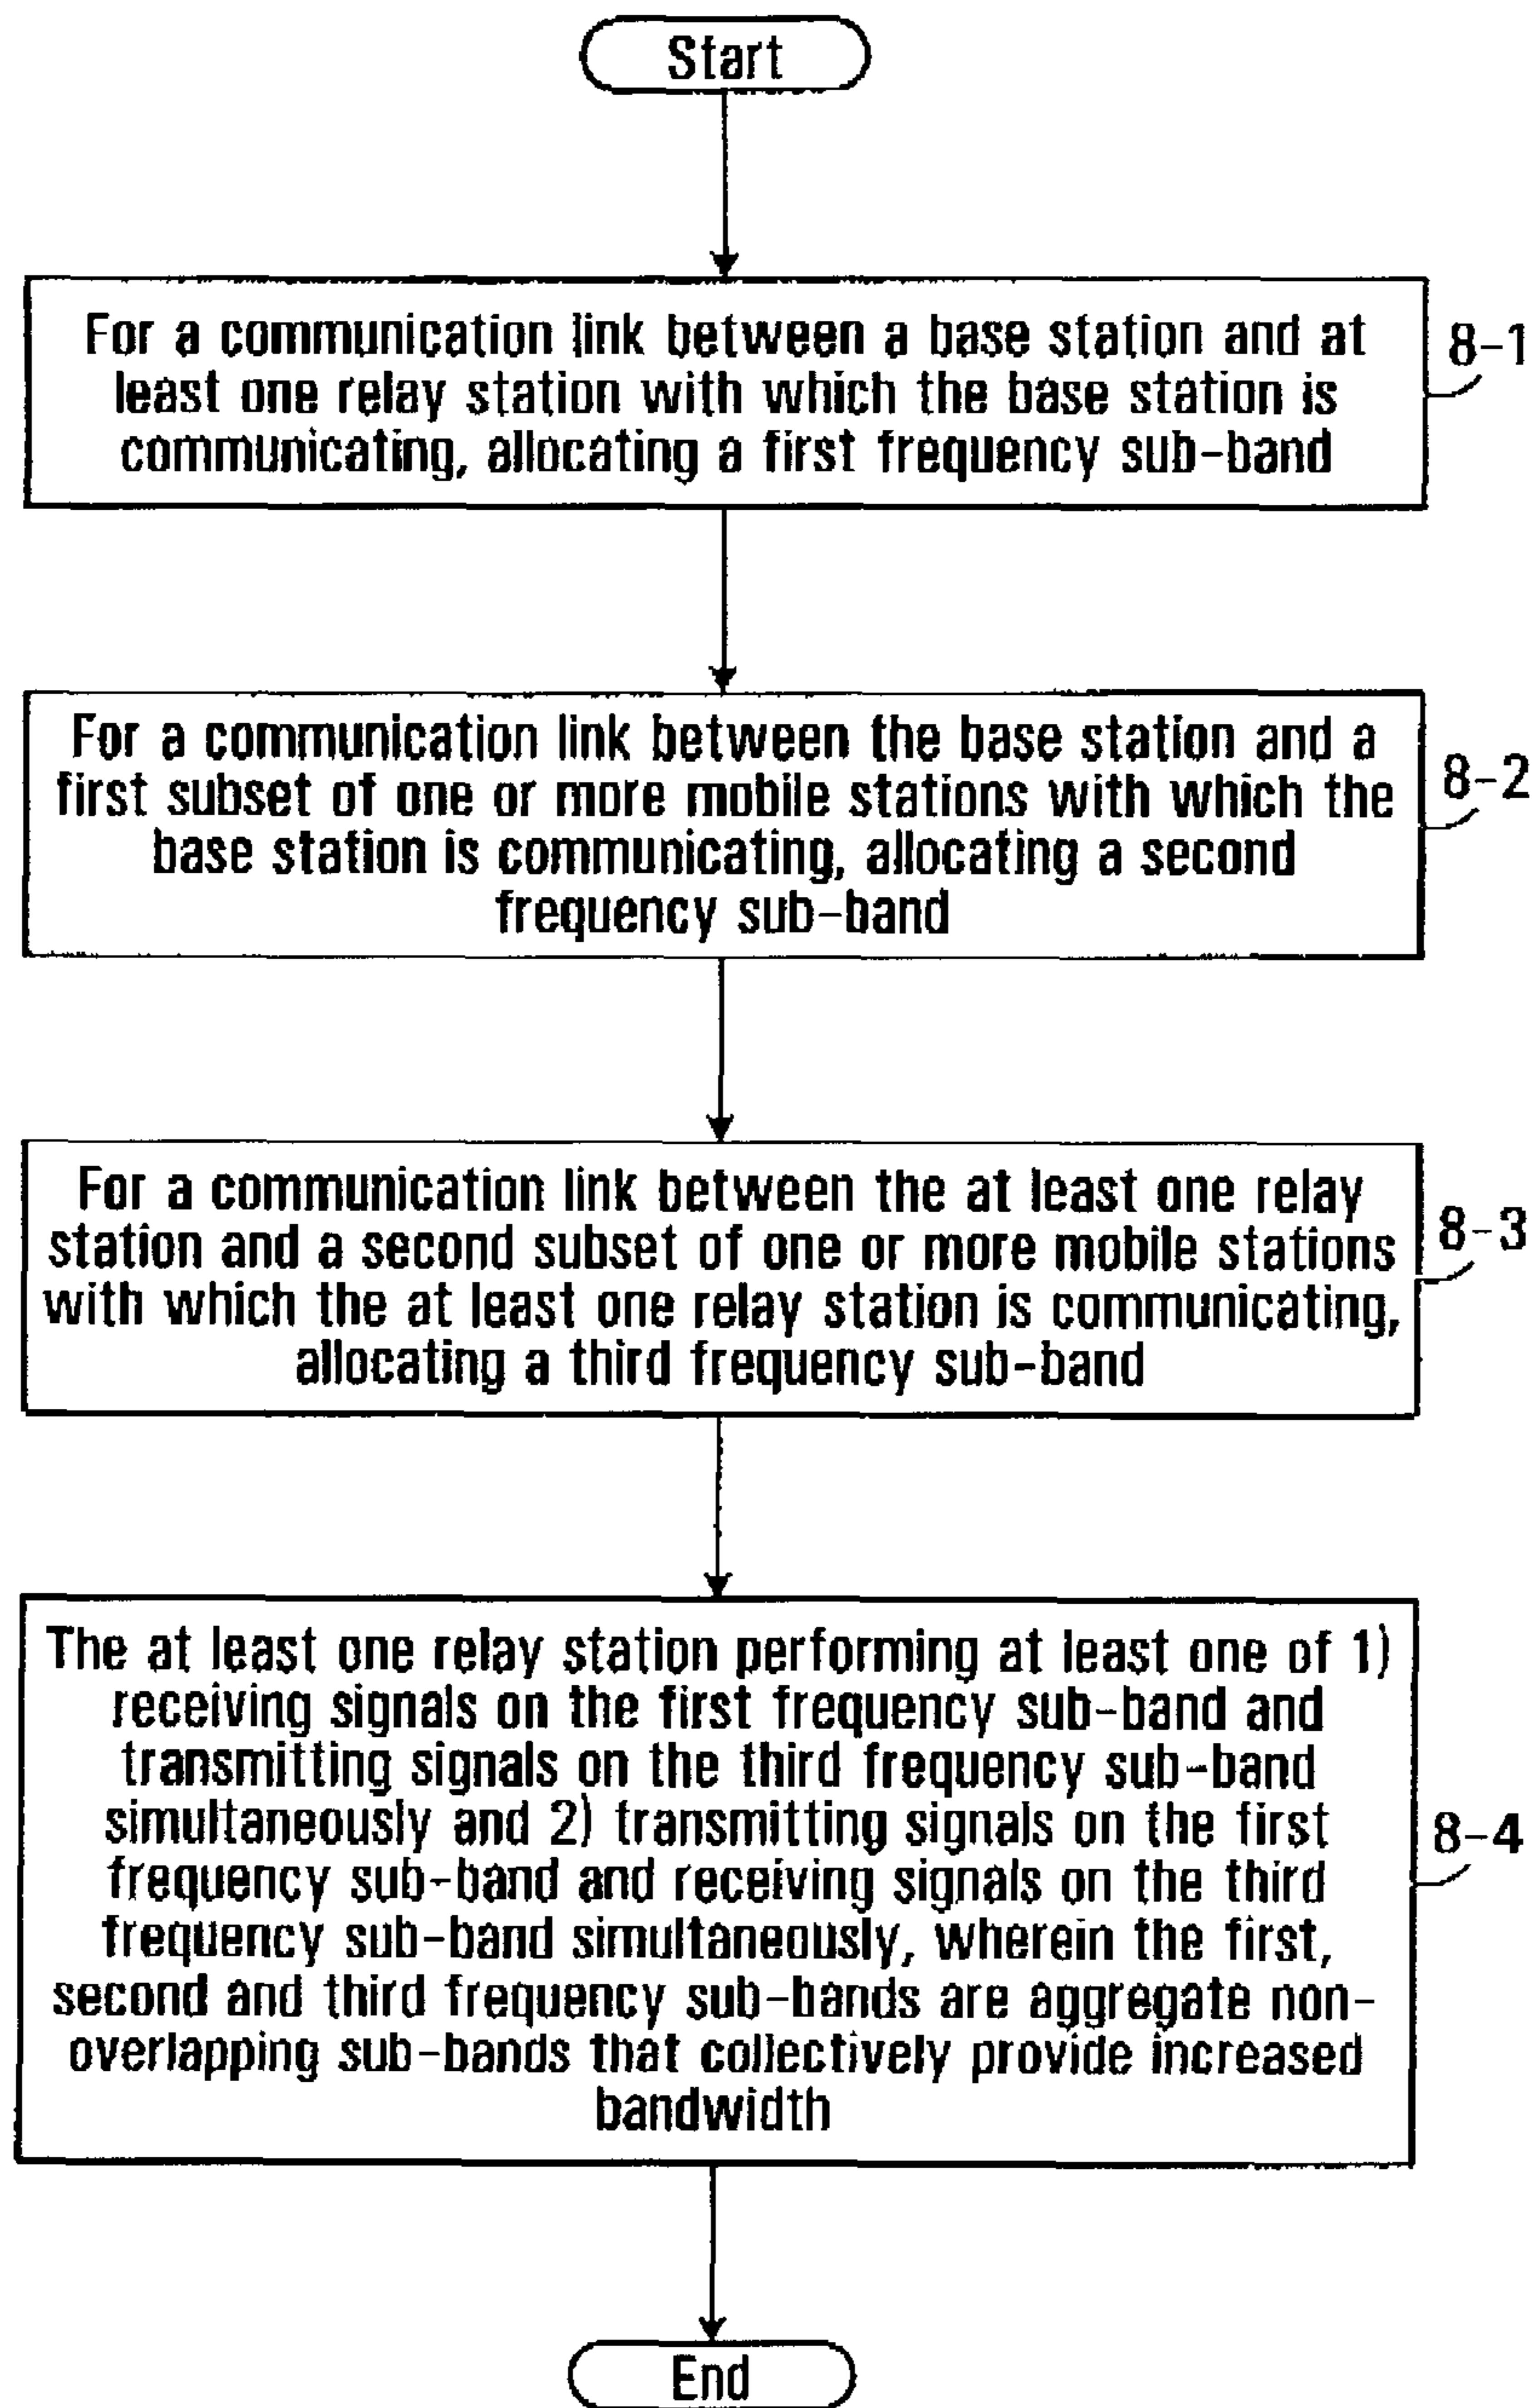 Start
For a communication link between a base station and at
least one relay station with which the base station is
communicating, allocating a first frequency sub-band
8-1
For a communication link between the base station and a
first subset of one or more mobile stations with which the
base station is communicating, allocating a second
frequency sub-band
8-2
For a communication link between the at least one relay
station and a second subset of one or more mobile stations
with which the at least one relay station is communicating,
allocating a third frequency sub-band
8-3
The at least one relay station performing at least one of 1)
receiving signals on the first frequency sub-band and
transmitting signals on the third frequency sub-band
simultaneously and 2) transmitting signals on the first
frequency sub-band and receiving signals on the third
frequency sub-band simultaneously, wherein the first,
second and third frequency sub-bands are aggregate non-
overlapping sub-bands that collectively provide increased
bandwidth
8-4
End